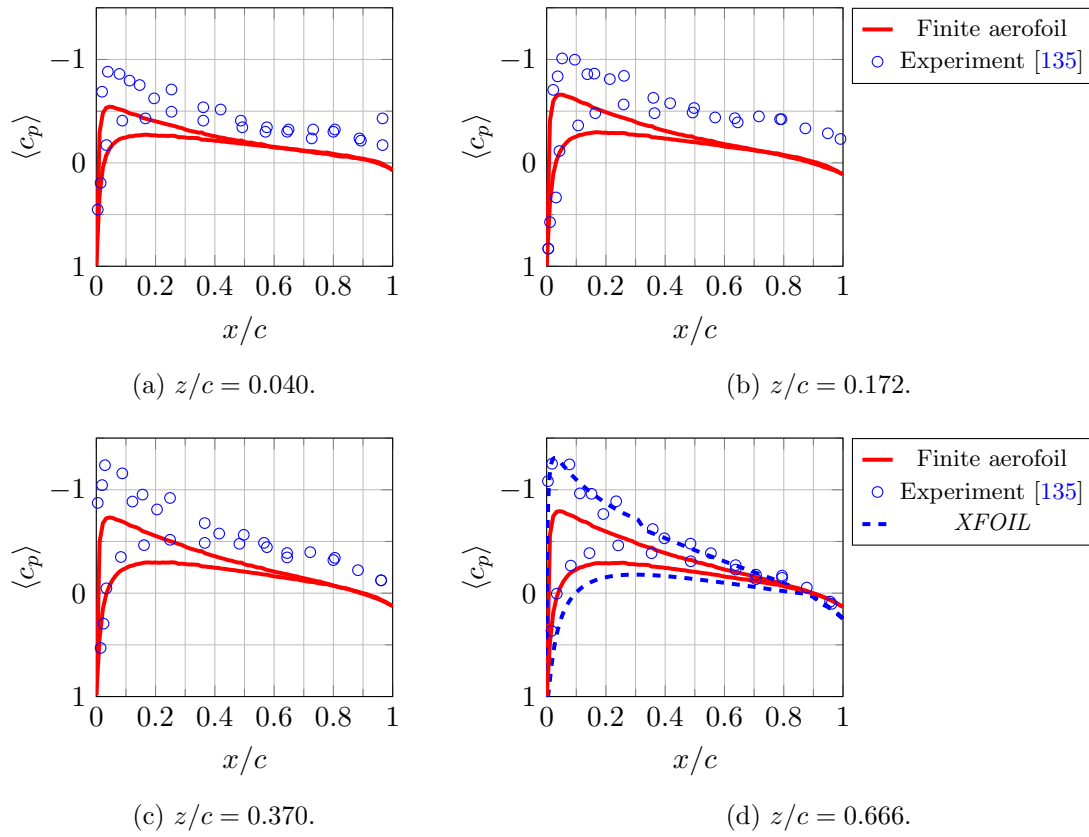 −1
0
1
⟨c_p⟩
0 0.2 0.4 0.6 0.8 1
x/c
(a) z/c = 0.040.
0
0 0.2 0.4 0.6 0.8 1
−1
1
⟨c_p⟩
x/c
(b) z/c = 0.172.
Finite aerofoil
Experiment [135]
−1
0
1
⟨c_p⟩
0 0.2 0.4 0.6 0.8 1
x/c
(c) z/c = 0.370.
−1
0
1
⟨c_p⟩
0 0.2 0.4 0.6 0.8 1
x/c
(d) z/c = 0.666.
Finite aerofoil
Experiment [135]
XFOIL